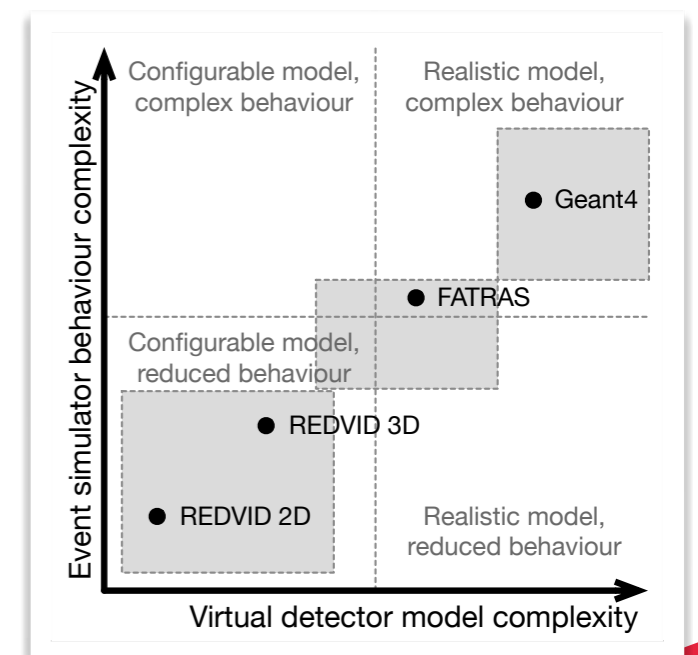 Configurable model,
complex behaviour
Realistic model,
complex behaviour
Event simulator behaviour complexity
Geant4
FATRAS
Configurable model,
reduced behaviour
REDVID 3D
REDVID 2D
Realistic model,
reduced behaviour
Virtual detector model complexity